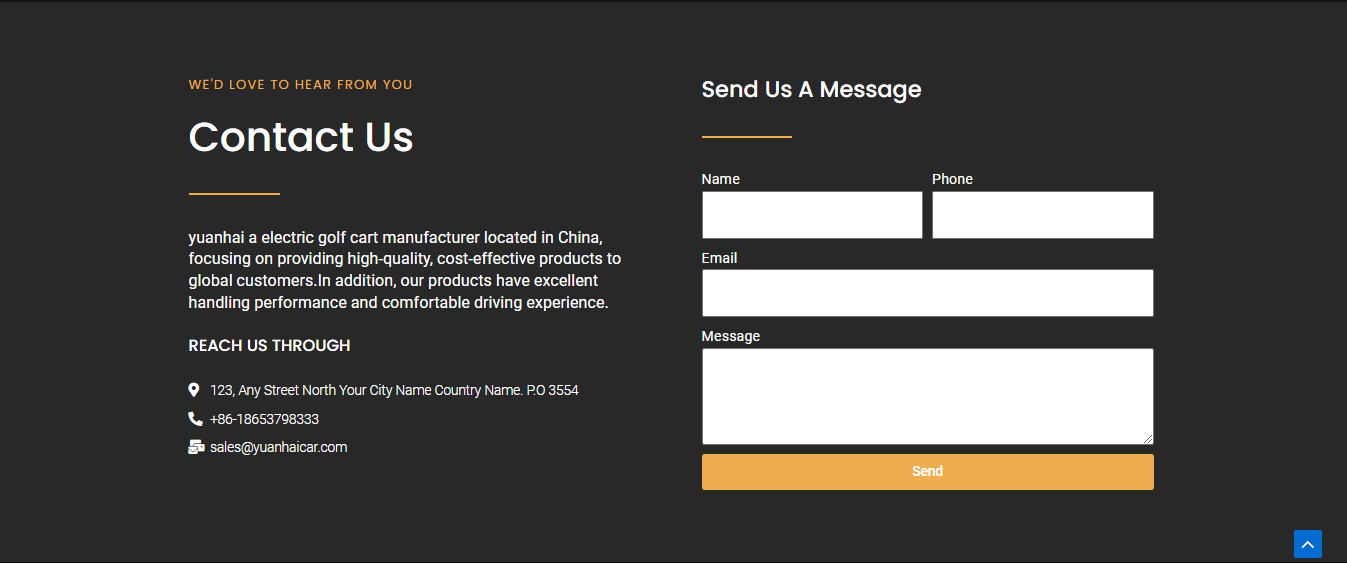 WE'D LOVE TO HEAR FROM YOU
Contact Us
yuanhai a electric golf cart manufacturer located in China,
focusing on providing high-quality, cost-effective products to
global customers.In addition, our products have excellent
handling performance and comfortable driving experience.
REACH US THROUGH
123, Any Street North Your City Name Country Name. P.O 3554
+86-18653798333
sales@yuanhaicar.com
Send Us A Message
Name
Phone
Email
Message
Send